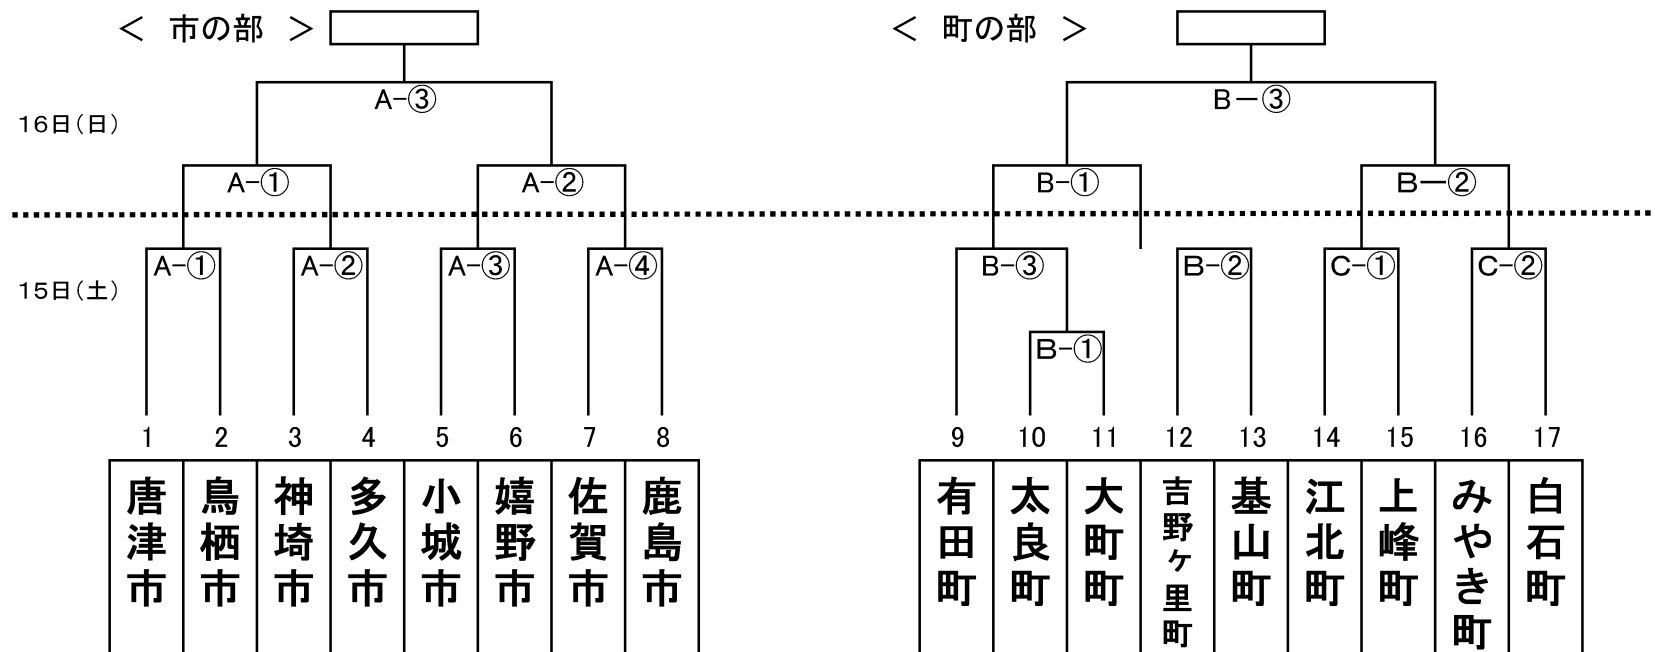 < 市の部 >
< 町の部 >
A-③
B-③
16日(日)
A-①
A-②
B-①
B-②
A-①
A-②
A-③
A-④
B-③
B-②
C-①
C-②
15日(土)
B-①
1 2 3 4 5 6 7 8
9 10 11 12 13 14 15 16 17
唐津市
鳥栖市
神埼市
多久市
小城市
嬉野市
佐賀市
鹿島市
有田町
太良町
大町町
吉野ヶ里町
基山町
江北町
上峰町
みやき町
白石町